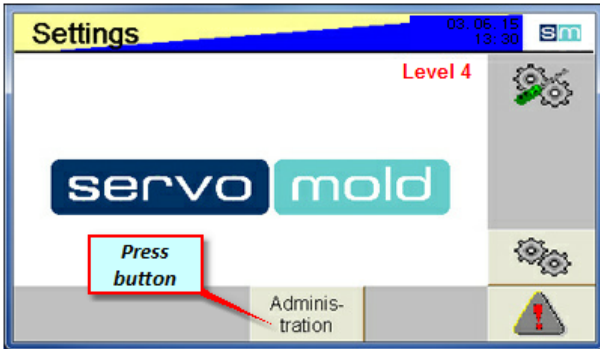 Settings
03. 06. 15
13: 30
sm
Level 4
servo mold
Press
button
Adminis-
tration